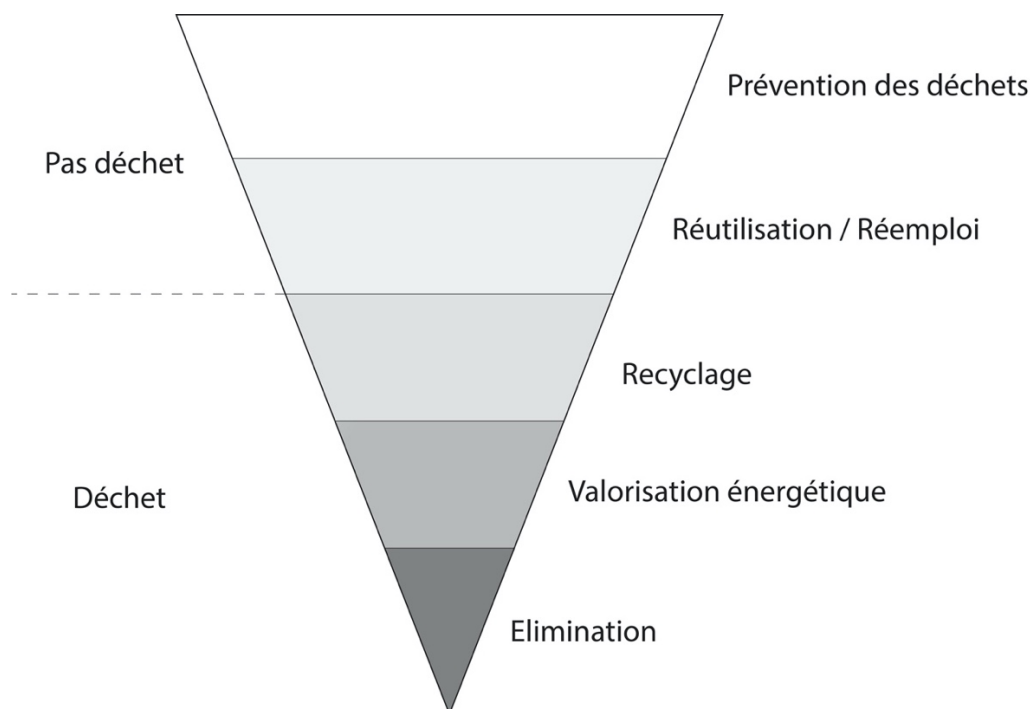 Prévention des déchets
Pas déchet
Réutilisation / Réemploi
Recyclage
Déchet
Valorisation énergétique
Elimination